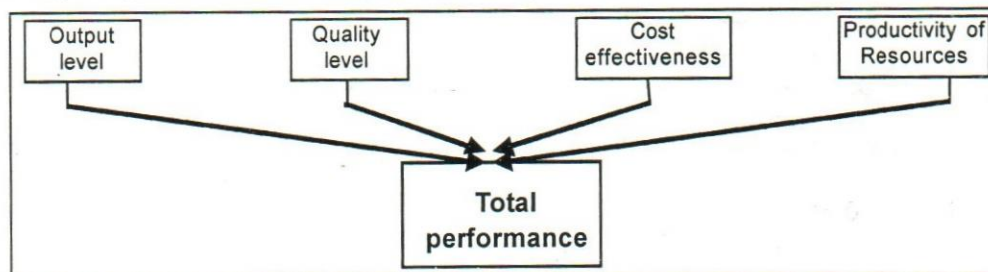 Output
level
Quality
level
Cost
effectiveness
Productivity of
Resources
Total
performance